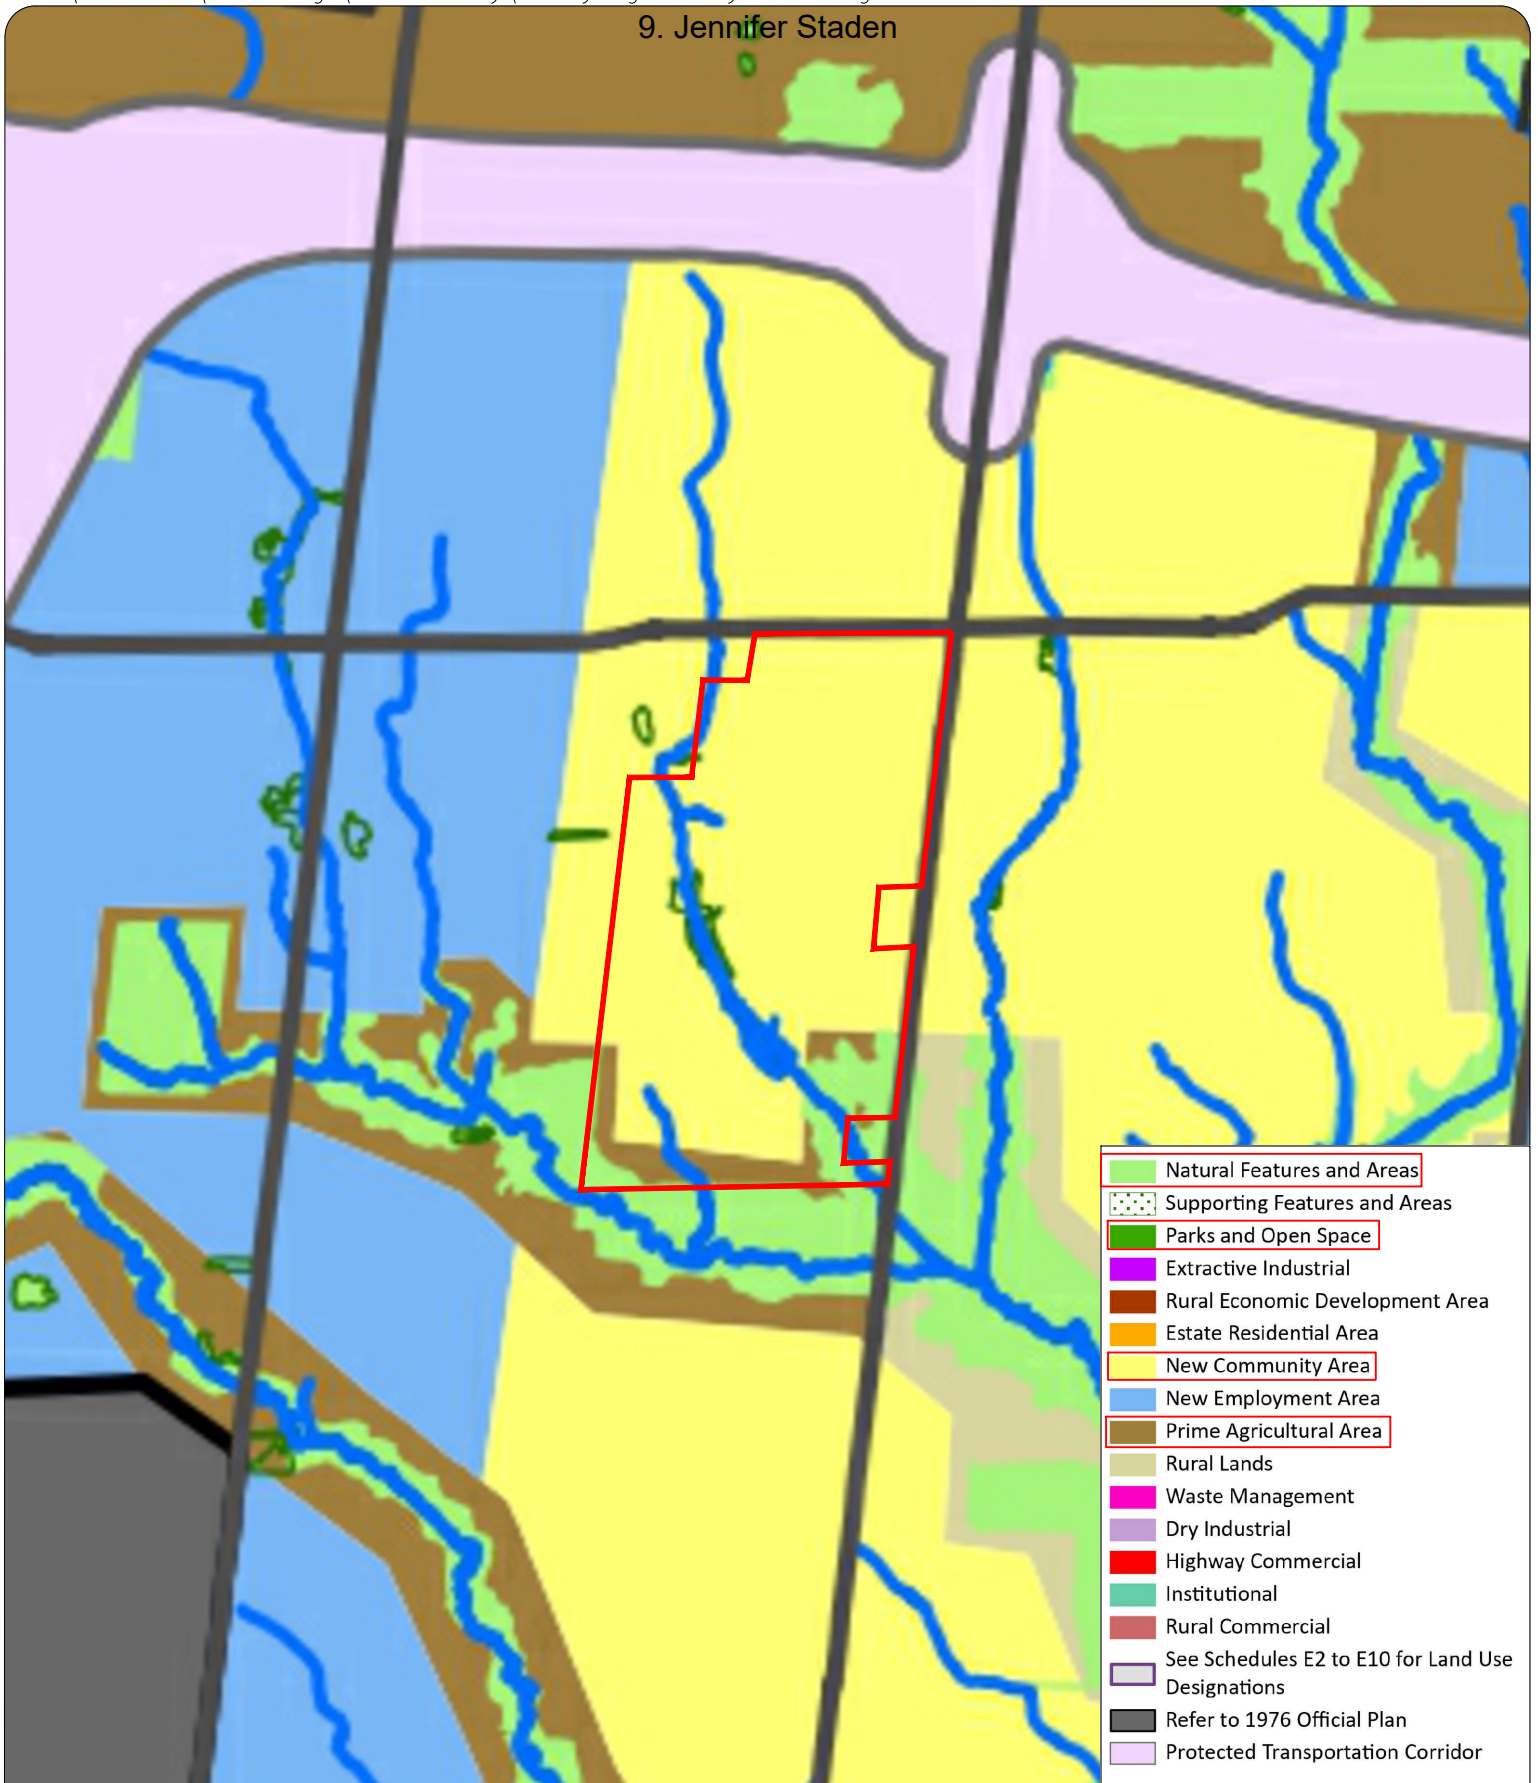 9. Jennifer Staden
Natural Features and Areas
Supporting Features and Areas
Parks and Open Space
Extractive Industrial
Rural Economic Development Area
Estate Residential Area
New Community Area
New Employment Area
Prime Agricultural Area
Rural Lands
Waste Management
Dry Industrial
Highway Commercial
Institutional
Rural Commercial
See Schedules E2 to E10 for Land Use
Designations
Refer to 1976 Official Plan
Protected Transportation Corridor